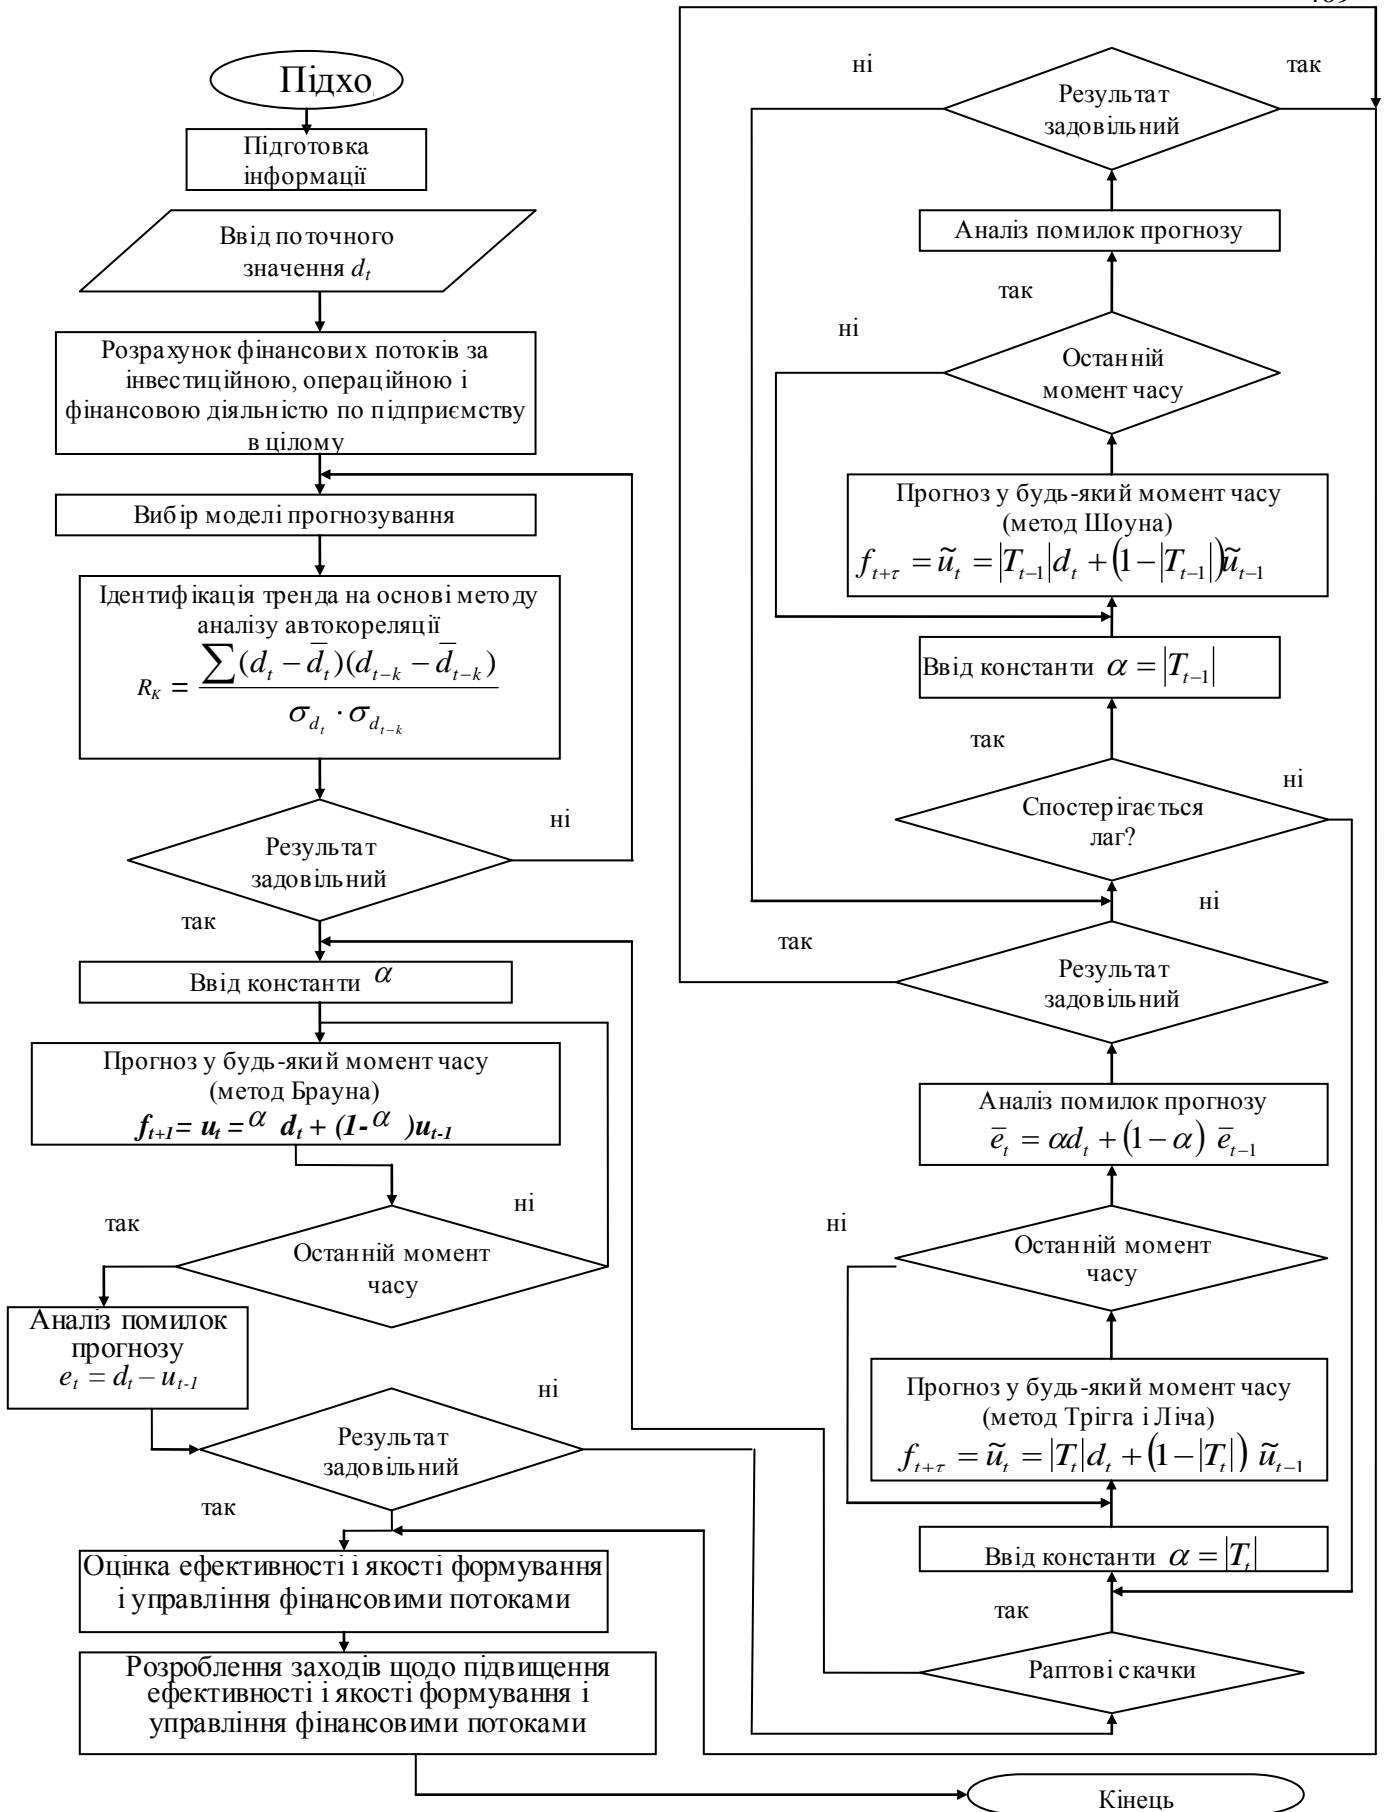 Підхо
Підготовка
інформації
Ввід поточного
значення dₜ
Розрахунок фінансових потоків за
інвестиційною, операційною і
фінансовою діяльністю по підприємству
в цілому
Вибір моделі прогнозування
Ідентифікація тренда на основі методу
аналізу автокореляції
R_K = ∑(d_t − d̄_t)(d_{t−k} − d̄_{t−k}) / σ_{d_t} · σ_{d_{t−k}}
Результат
задовільний
ні
так
Ввід константи α
Прогноз у будь-який момент часу
(метод Брауна)
f_{t+1} = u_t = α d_t + (1- α )u_{t-1}
Останній момент
часу
ні
так
Аналіз помилок
прогнозу
e_t = d_t – u_{t-1}
Результат
задовільний
ні
так
Оцінка ефективності і якості формування
і управління фінансовими потоками
Розроблення заходів щодо підвищення
ефективності і якості формування і
управління фінансовими потоками
ні
так
Результат
задовільний
Аналіз помилок прогнозу
так
ні
Останній
момент часу
Прогноз у будь-який момент часу
(метод Шоуна)
f_{t+τ} = ũ_t = |T_{t−1}|d_t + (1−|T_{t−1}|)ũ_{t−1}
Ввід константи α = |T_{t−1}|
так
ні
Спостерігається
лаг?
ні
так
Результат
задовільний
Аналіз помилок прогнозу
ē_t = αd_t + (1−α) ē_{t−1}
ні
Останній момент
часу
Прогноз у будь-який момент часу
(метод Трігга і Ліча)
f_{t+τ} = ũ_t = |T_t|d_t + (1−|T_t|) ũ_{t−1}
Ввід константи α = |T_t|
так
Раптові скачки
Кінець